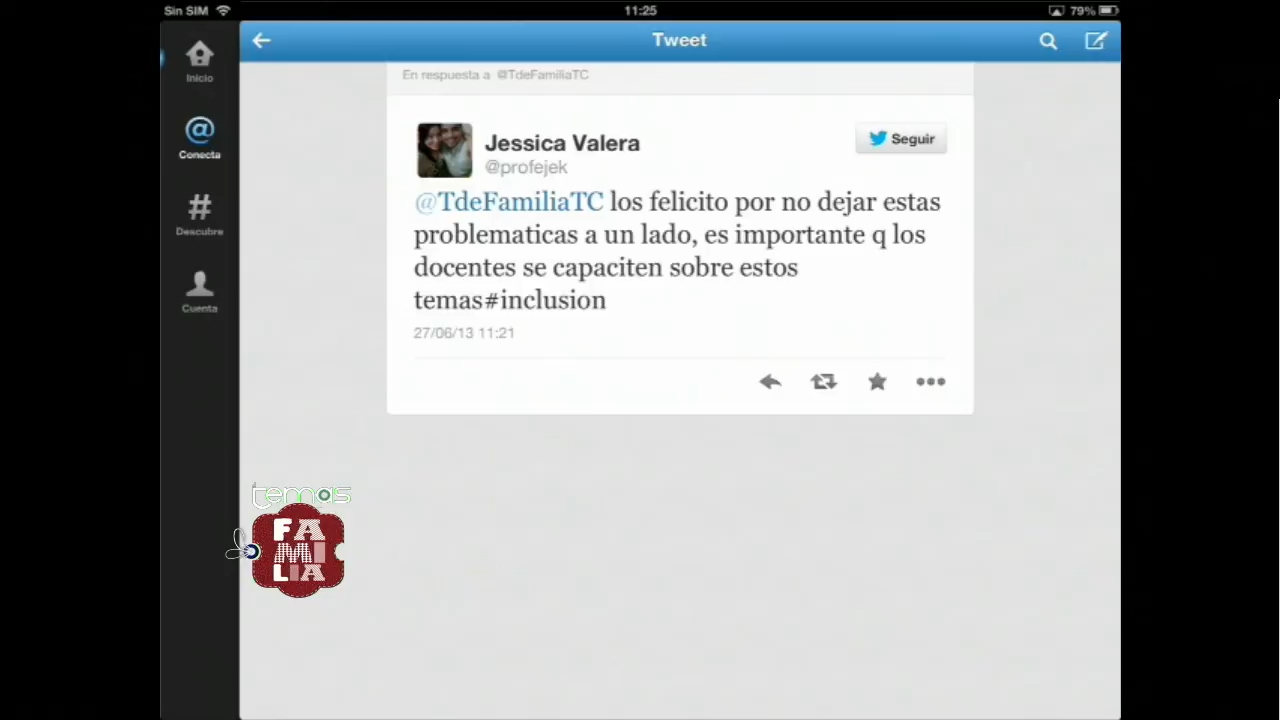 Sin SIM 11:25 79%
Tweet
Inicio
Conecta
Descubre
Cuenta
En respuesta a @TdeFamiliaTC
Jessica Valera
@profejek
Seguir
@TdeFamiliaTC los felicito por no dejar estas
problematicas a un lado, es importante q los
docentes se capaciten sobre estos
temas#inclusion
27/06/13 11:21
temas
FA
MI
LIA